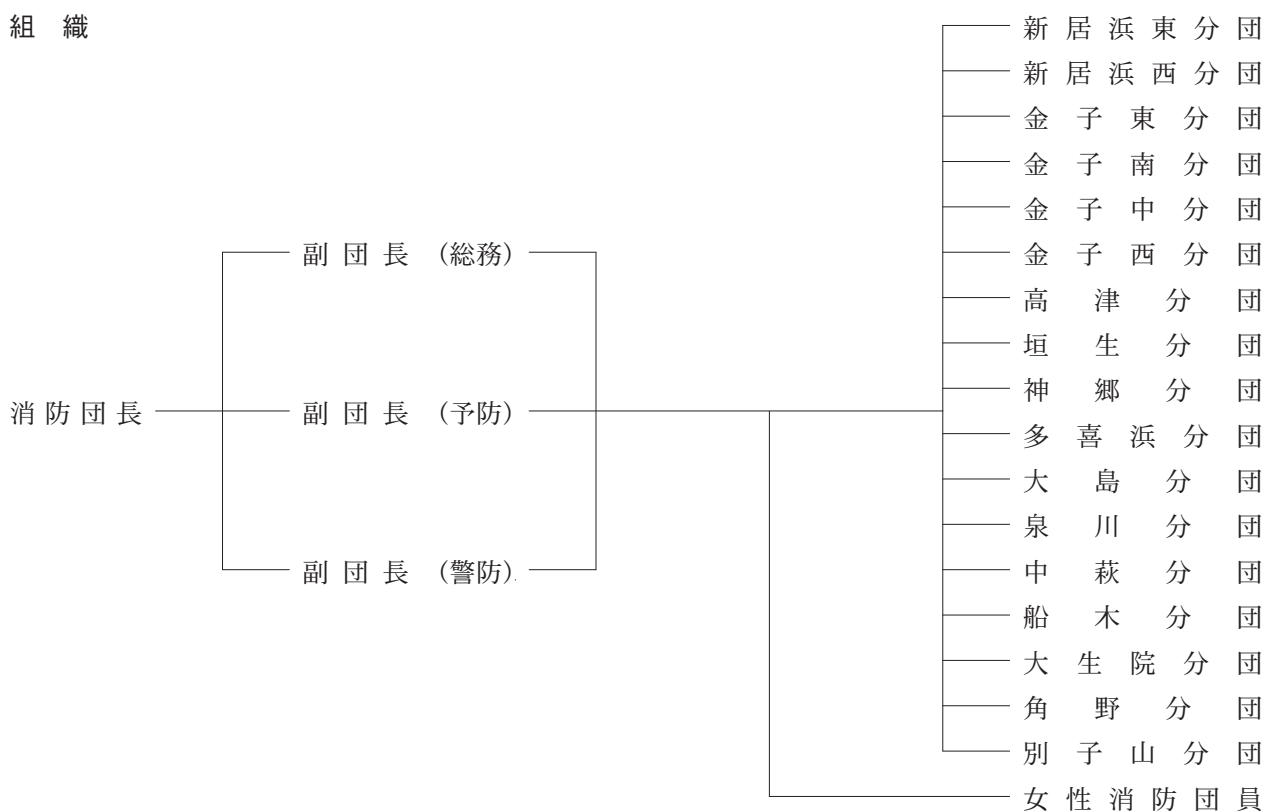 組織
消防団長
副団長（総務）
副団長（予防）
副団長（警防）
新居浜東分団
新居浜西分団
金子東分団
金子南分団
金子中分団
金子西分団
高津分団
垣生分団
神郷分団
多喜浜分団
大島分団
泉川分団
中萩分団
船木分団
大生院分団
角野分団
別子山分団
女性消防団員